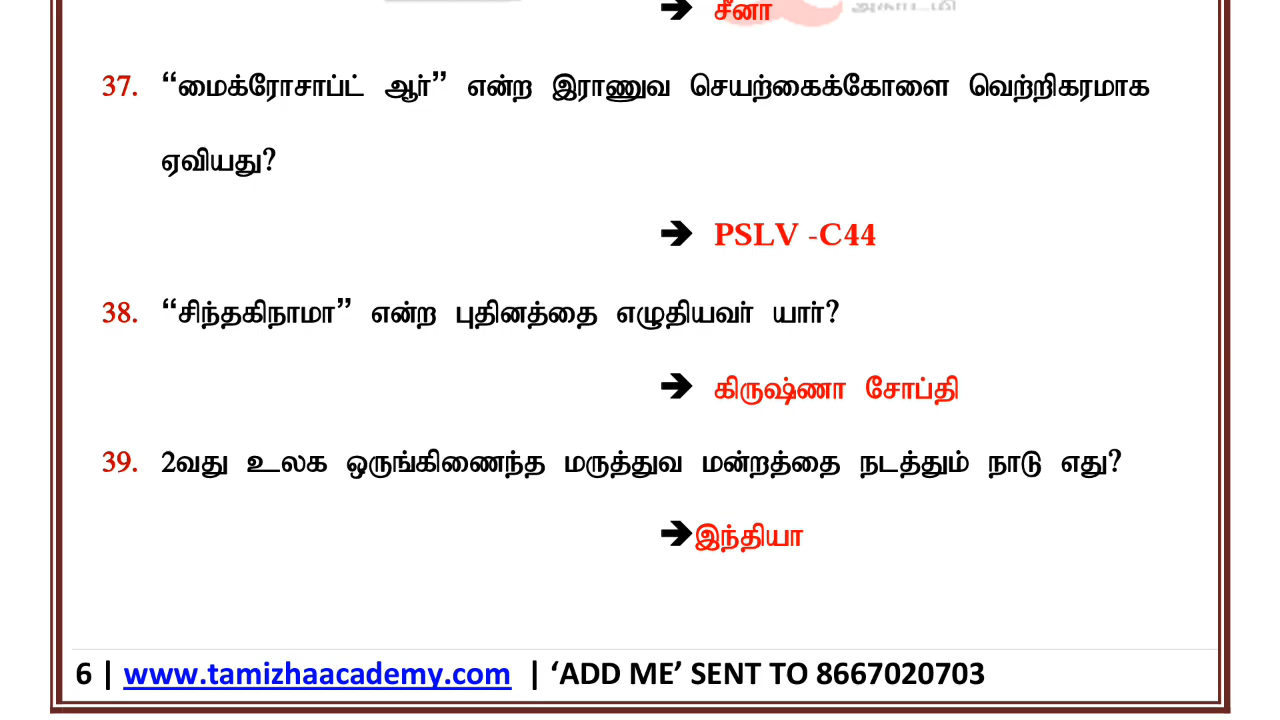 ➔ சீனா
37. “மைக்ரோசாப்ட் ஆர்” என்ற இராணுவ செயற்கைக்கோளை வெற்றிகரமாக
ஏவியது?
➔ PSLV -C44
38. “சிந்தகிநாமா” என்ற புதினத்தை எழுதியவர் யார்?
➔ கிருஷ்ணா சோப்தி
39. 2வது உலக ஒருங்கிணைந்த மருத்துவ மன்றத்தை நடத்தும் நாடு எது?
➔இந்தியா
6 | www.tamizhaacademy.com | ‘ADD ME’ SENT TO 8667020703